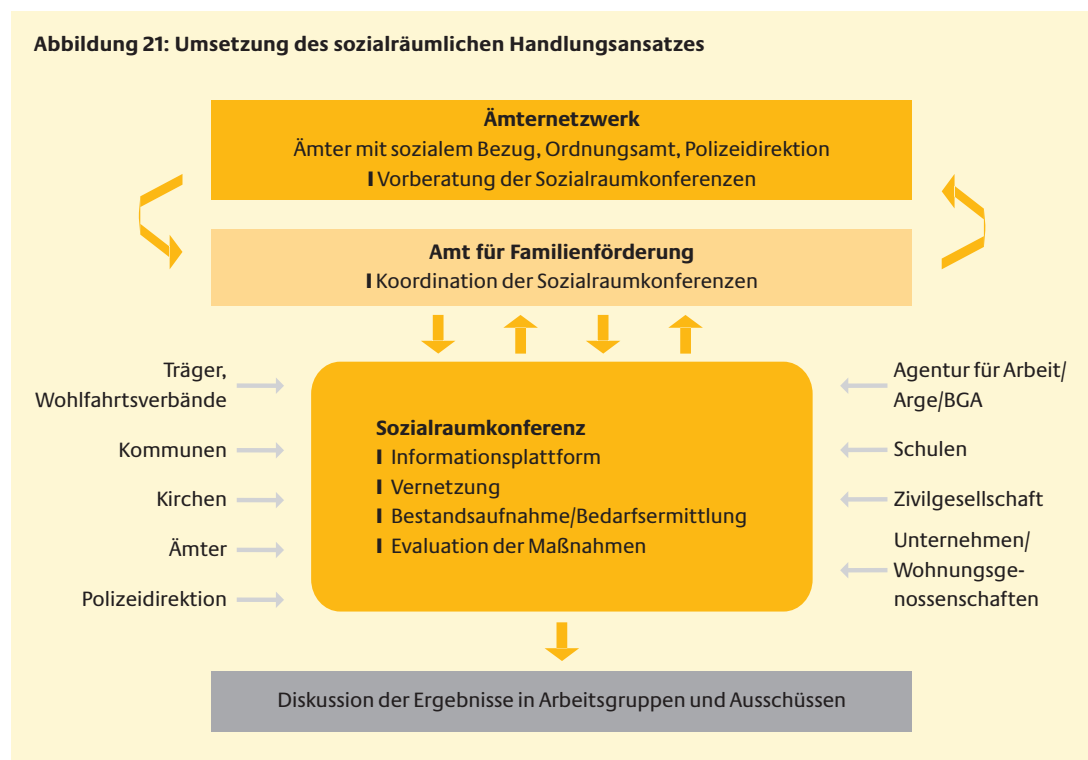 Abbildung 21: Umsetzung des sozialräumlichen Handlungsansatzes
Ämternetzwerk
Ämter mit sozialem Bezug, Ordnungsamt, Polizeidirektion
I Vorberatung der Sozialraumkonferenzen
Amt für Familienförderung
I Koordination der Sozialraumkonferenzen
Träger,
Wohlfahrtsverbände
Kommunen
Kirchen
Ämter
Polizeidirektion
Sozialraumkonferenz
I Informationsplattform
I Vernetzung
I Bestandsaufnahme/Bedarfsermittlung
I Evaluation der Maßnahmen
Agentur für Arbeit/
Arge/BGA
Schulen
Zivilgesellschaft
Unternehmen/
Wohnungsge-
nossenschaften
Diskussion der Ergebnisse in Arbeitsgruppen und Ausschüssen